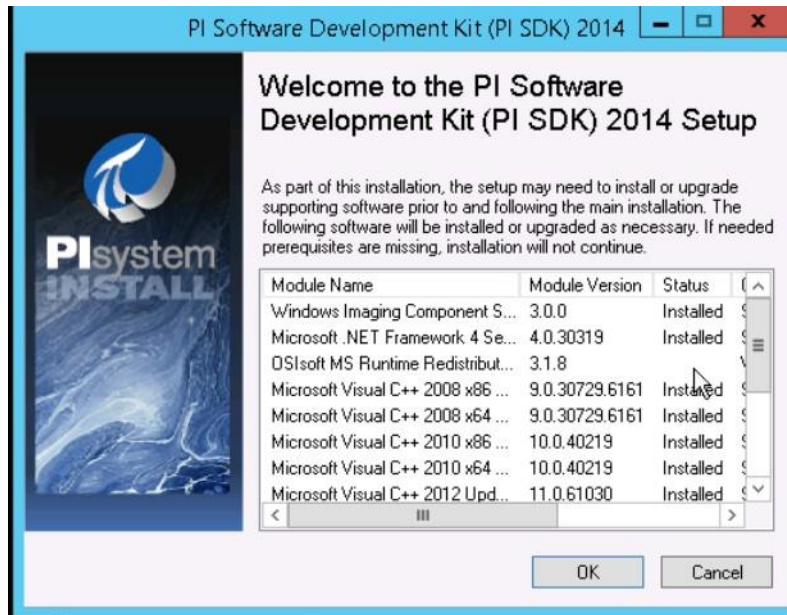 PI Software Development Kit (PI SDK) 2014
Welcome to the PI Software
Development Kit (PI SDK) 2014 Setup
As part of this installation, the setup may need to install or upgrade
supporting software prior to and following the main installation. The
following software will be installed or upgraded as necessary. If needed
prerequisites are missing, installation will not continue.
PIsystem
INSTALL
Module Name Module Version Status
Windows Imaging Component S... 3.0.0 Installed
Microsoft .NET Framework 4 Se... 4.0.30319 Installed
OSIsoft MS Runtime Redistribut... 3.1.8
Microsoft Visual C++ 2008 x86 ... 9.0.30729.6161 Installed
Microsoft Visual C++ 2008 x64 ... 9.0.30729.6161 Installed
Microsoft Visual C++ 2010 x86 ... 10.0.40219 Installed
Microsoft Visual C++ 2010 x64 ... 10.0.40219 Installed
Microsoft Visual C++ 2012 Upd... 11.0.61030 Installed
OK Cancel